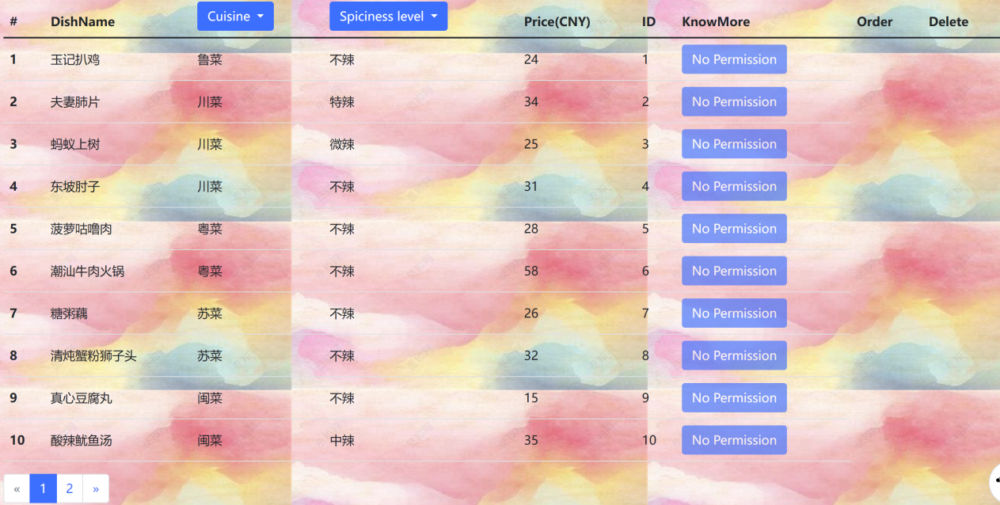 # DishName Cuisine Spiciness level Price(CNY) ID KnowMore Order Delete
1 玉记扒鸡 鲁菜 不辣 24 1 No Permission
2 夫妻肺片 川菜 特辣 34 2 No Permission
3 蚂蚁上树 川菜 微辣 25 3 No Permission
4 东坡肘子 川菜 不辣 31 4 No Permission
5 菠萝咕噜肉 粤菜 不辣 28 5 No Permission
6 潮汕牛肉火锅 粤菜 不辣 58 6 No Permission
7 糖粥藕 苏菜 不辣 26 7 No Permission
8 清炖蟹粉狮子头 苏菜 不辣 32 8 No Permission
9 真心豆腐丸 闽菜 不辣 15 9 No Permission
10 酸辣鱿鱼汤 闽菜 中辣 35 10 No Permission
« 1 2 »